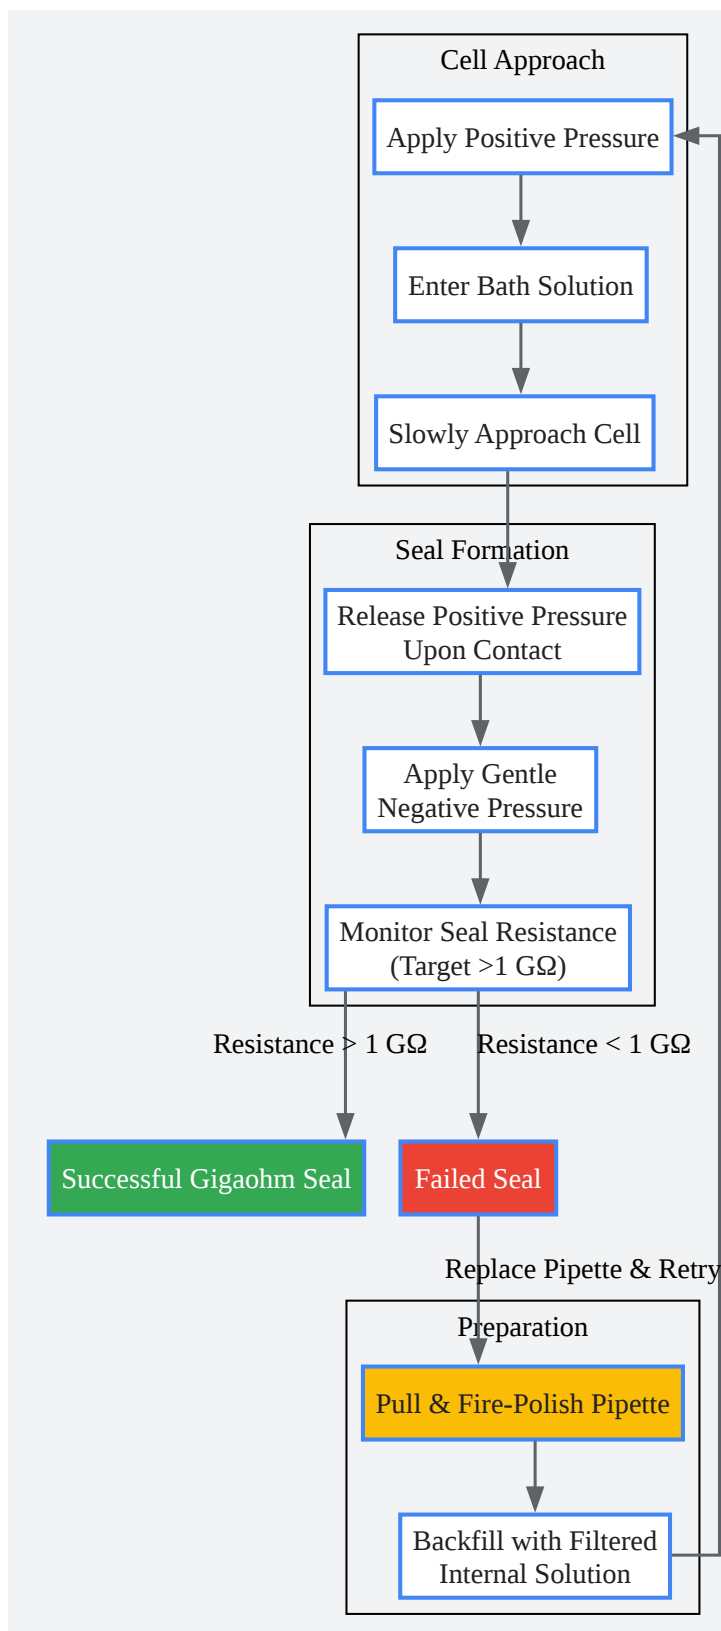 Cell Approach
Apply Positive Pressure
Enter Bath Solution
Slowly Approach Cell
Seal Formation
Release Positive Pressure
Upon Contact
Apply Gentle
Negative Pressure
Monitor Seal Resistance
(Target >1 GΩ)
Resistance > 1 GΩ
Resistance < 1 GΩ
Successful Gigaohm Seal
Failed Seal
Replace Pipette & Retry
Preparation
Pull & Fire-Polish Pipette
Backfill with Filtered
Internal Solution